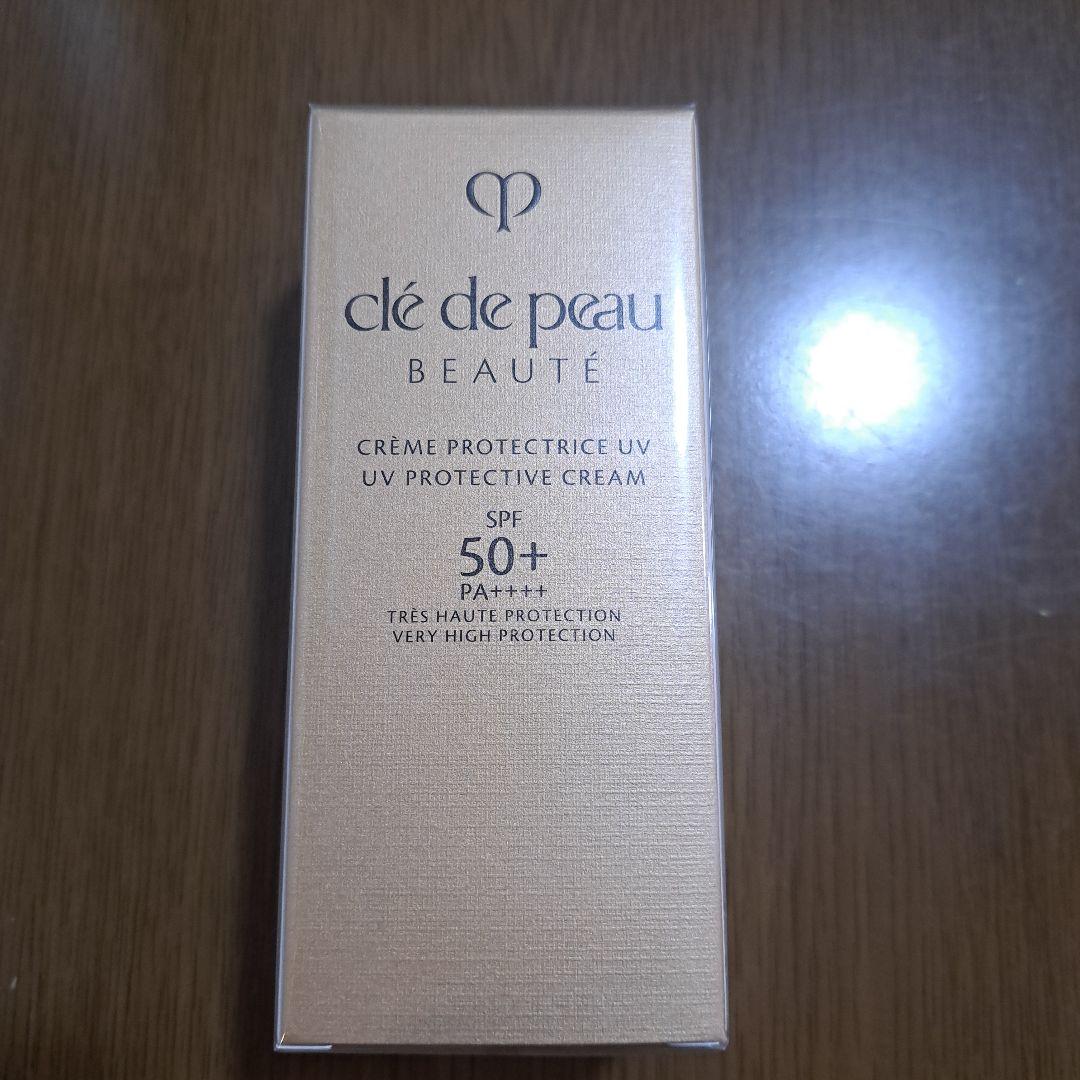 clé de peau
BEAUTÉ
CRÈME PROTECTRICE UV
UV PROTECTIVE CREAM
SPF
50+
PA++++
TRÈS HAUTE PROTECTION
VERY HIGH PROTECTION